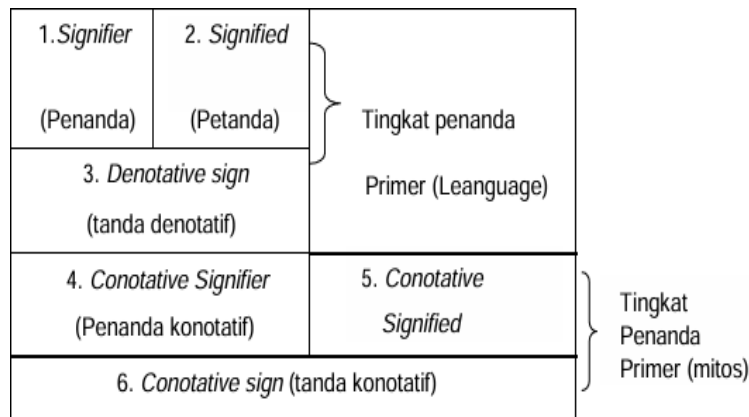 1.Signifier
(Penanda)
2. Signified
(Petanda)
Tingkat penanda
Primer (Leanguage)
3. Denotative sign
(tanda denotatif)
4. Conotative Signifier
(Penanda konotatif)
5. Conotative
Signified
Tingkat
Penanda
Primer (mitos)
6. Conotative sign (tanda konotatif)